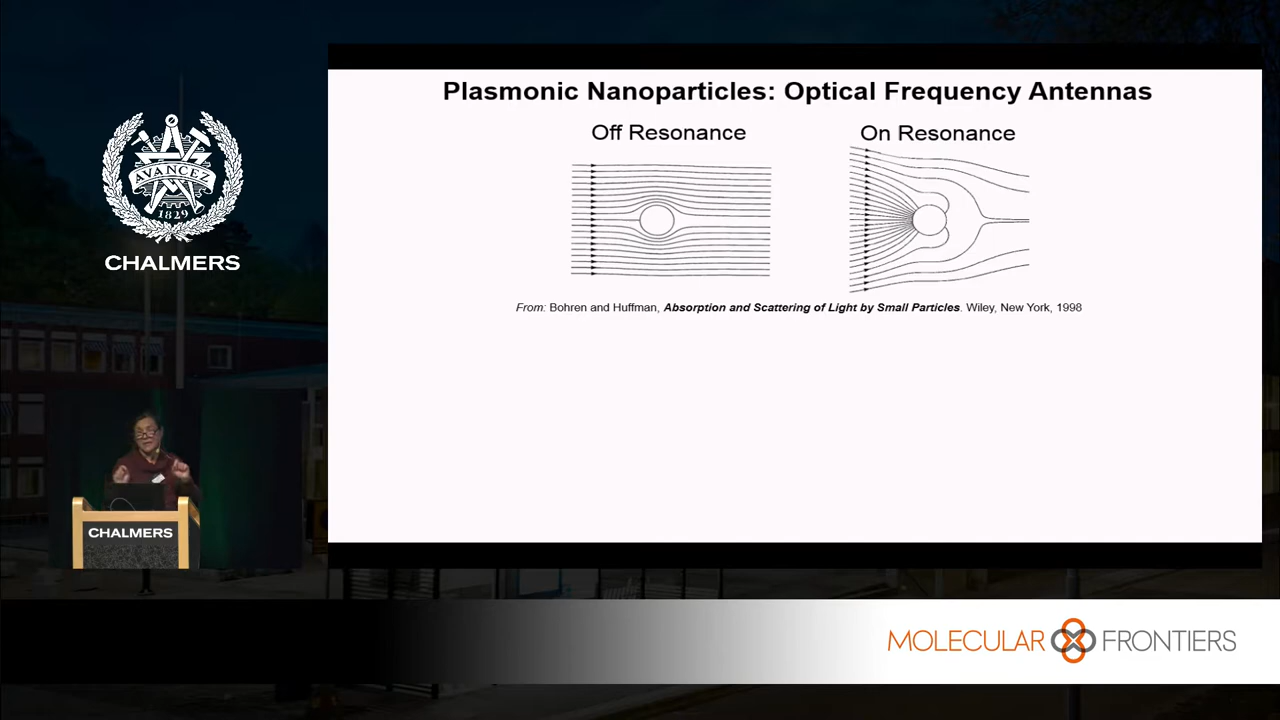 AVANCEZ
1829
CHALMERS
Plasmonic Nanoparticles: Optical Frequency Antennas
Off Resonance
On Resonance
From: Bohren and Huffman, Absorption and Scattering of Light by Small Particles. Wiley, New York, 1998
CHALMERS
MOLECULAR FRONTIERS